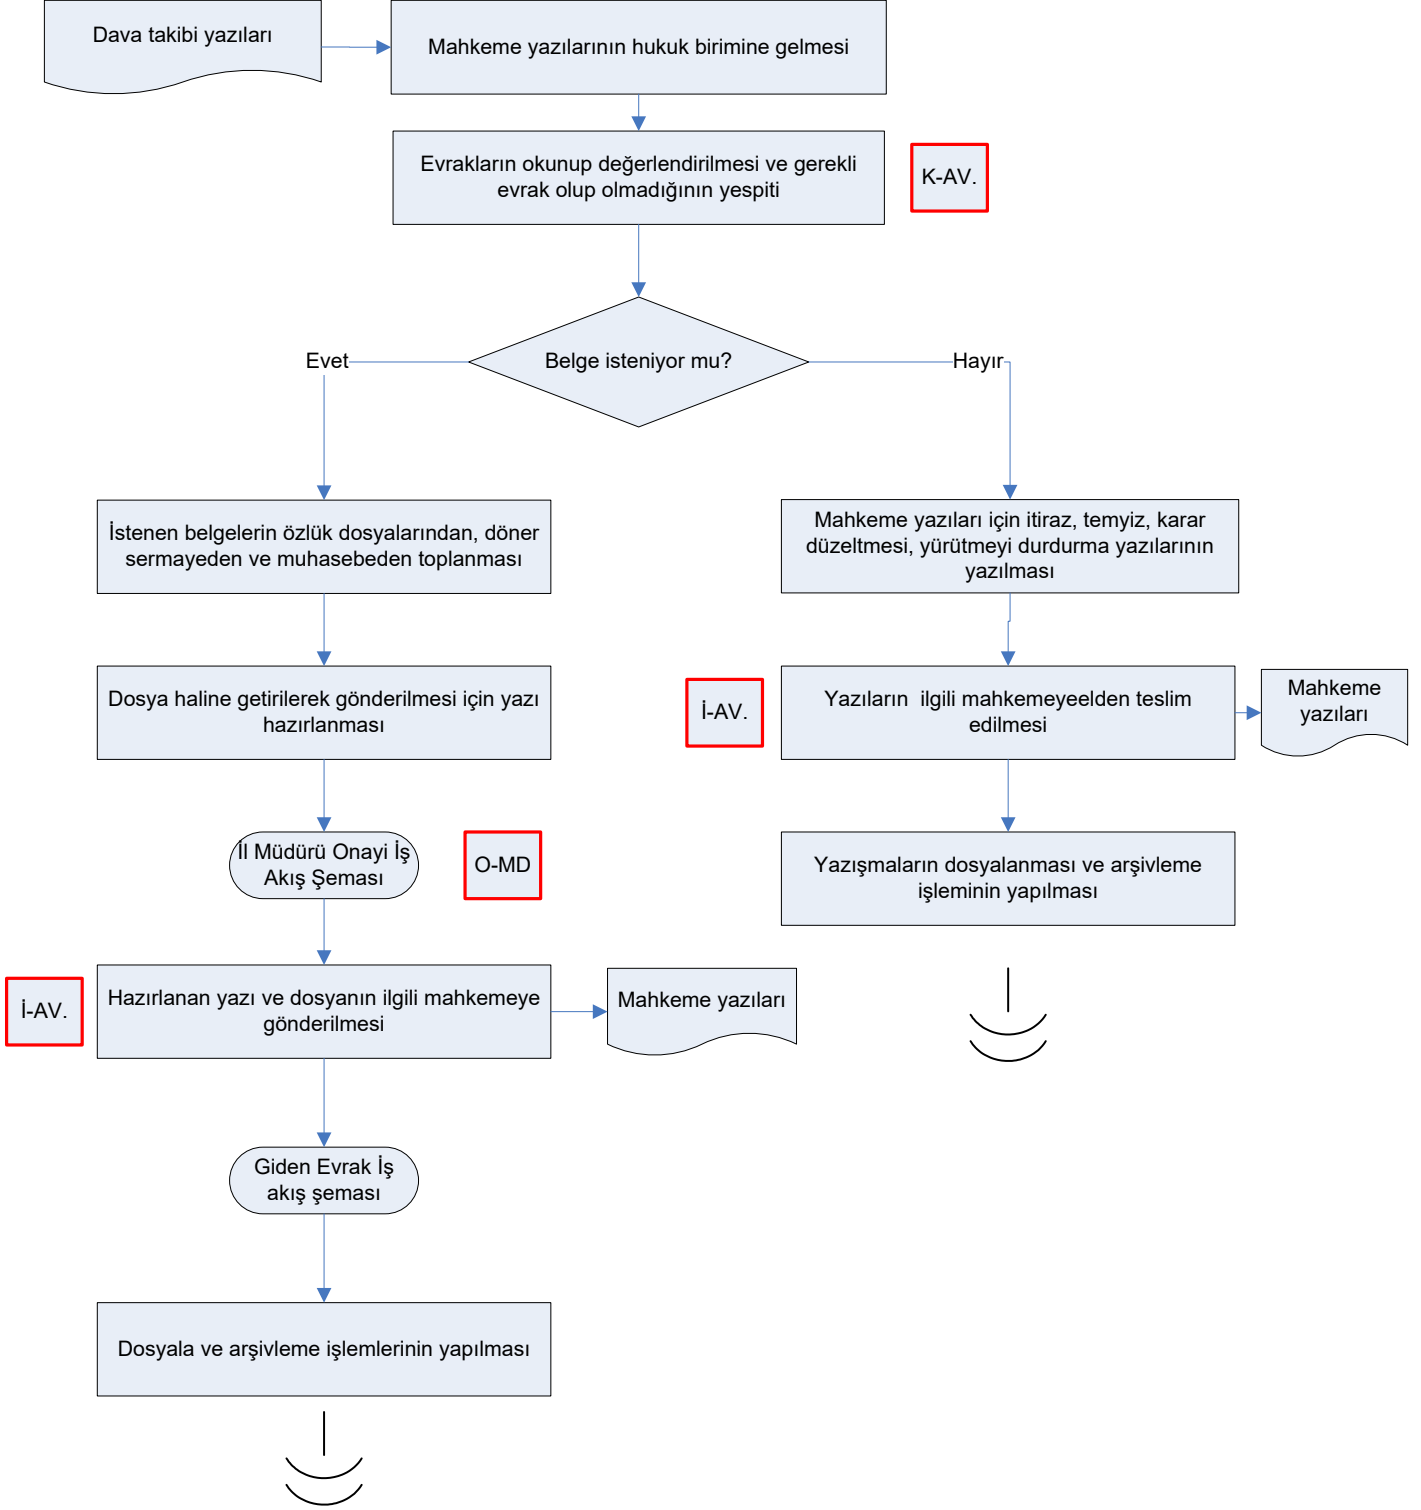 Dava takibi yazıları
Mahkeme yazılarının hukuk birimine gelmesi
Evrakların okunup değerlendirilmesi ve gerekli
evrak olup olmadığının yespiti
K-AV.
Belge isteniyor mu?
Evet
Hayır
İstenen belgelerin özlük dosyalarından, döner
sermayeden ve muhasebeden toplanması
Mahkeme yazıları için itiraz, temyiz, karar
düzeltmesi, yürütmeyi durdurma yazılarının
yazılması
Dosya haline getirilerek gönderilmesi için yazı
hazırlanması
İ-AV.
Yazıların  ilgili mahkemeyeelden teslim
edilmesi
Mahkeme
yazıları
İl Müdürü Onayi İş
Akış Şeması
O-MD
Yazışmaların dosyalanması ve arşivleme
işleminin yapılması
İ-AV.
Hazırlanan yazı ve dosyanın ilgili mahkemeye
gönderilmesi
Mahkeme yazıları
Giden Evrak İş
akış şeması
Dosyala ve arşivleme işlemlerinin yapılması